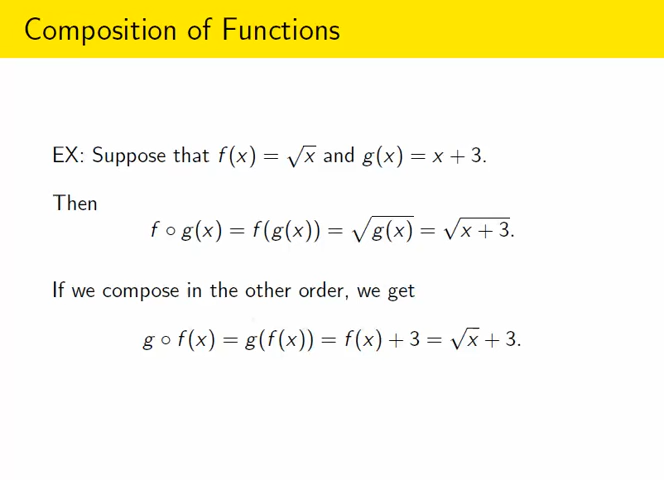 Composition of Functions
EX: Suppose that f(x) = √x and g(x) = x + 3.
Then
f ∘ g(x) = f(g(x)) = √g(x) = √x + 3.
If we compose in the other order, we get
g ∘ f(x) = g(f(x)) = f(x) + 3 = √x + 3.